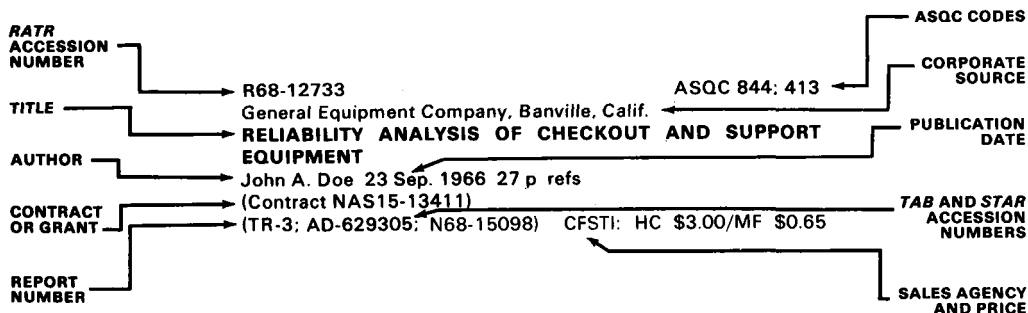 RATR
ACCESSION
NUMBER
TITLE
AUTHOR
CONTRACT
OR GRANT
REPORT
NUMBER
R68-12733 ASQC 844; 413
General Equipment Company, Banville, Calif.
RELIABILITY ANALYSIS OF CHECKOUT AND SUPPORT
EQUIPMENT
John A. Doe 23 Sep. 1966 27 p refs
(Contract NAS15-13411)
(TR-3; AD-629305; N68-15098) CFSTI: HC $3.00/MF $0.65
ASQC CODES
CORPORATE
SOURCE
PUBLICATION
DATE
TAB AND STAR
ACCESSION
NUMBERS
SALES AGENCY
AND PRICE